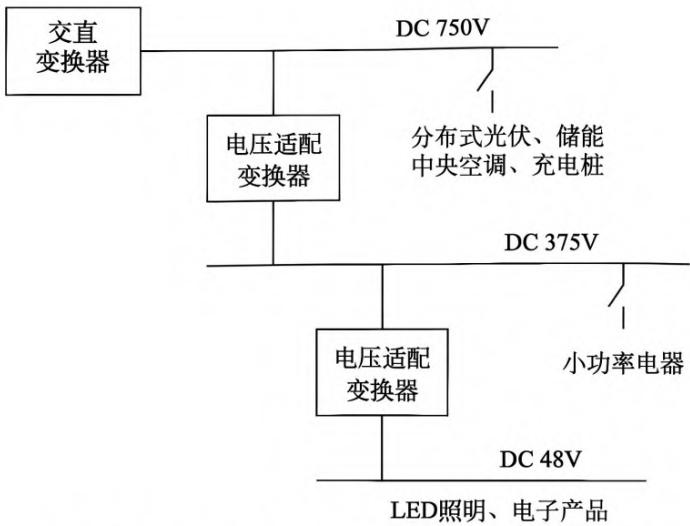 交直
变换器
DC 750V
电压适配
变换器
分布式光伏、储能
中央空调、充电桩
DC 375V
电压适配
变换器
小功率电器
DC 48V
LED照明、电子产品